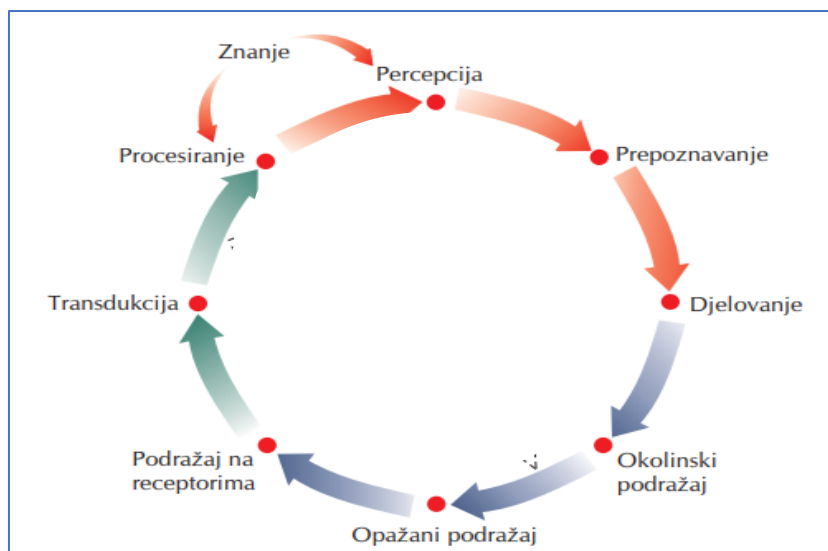 Znanje
Percepcija
Procesiranje
Prepoznavanje
Transdukcija
Djelovanje
Podražaj na
receptorima
Okolinski
podražaj
Opažani podražaj